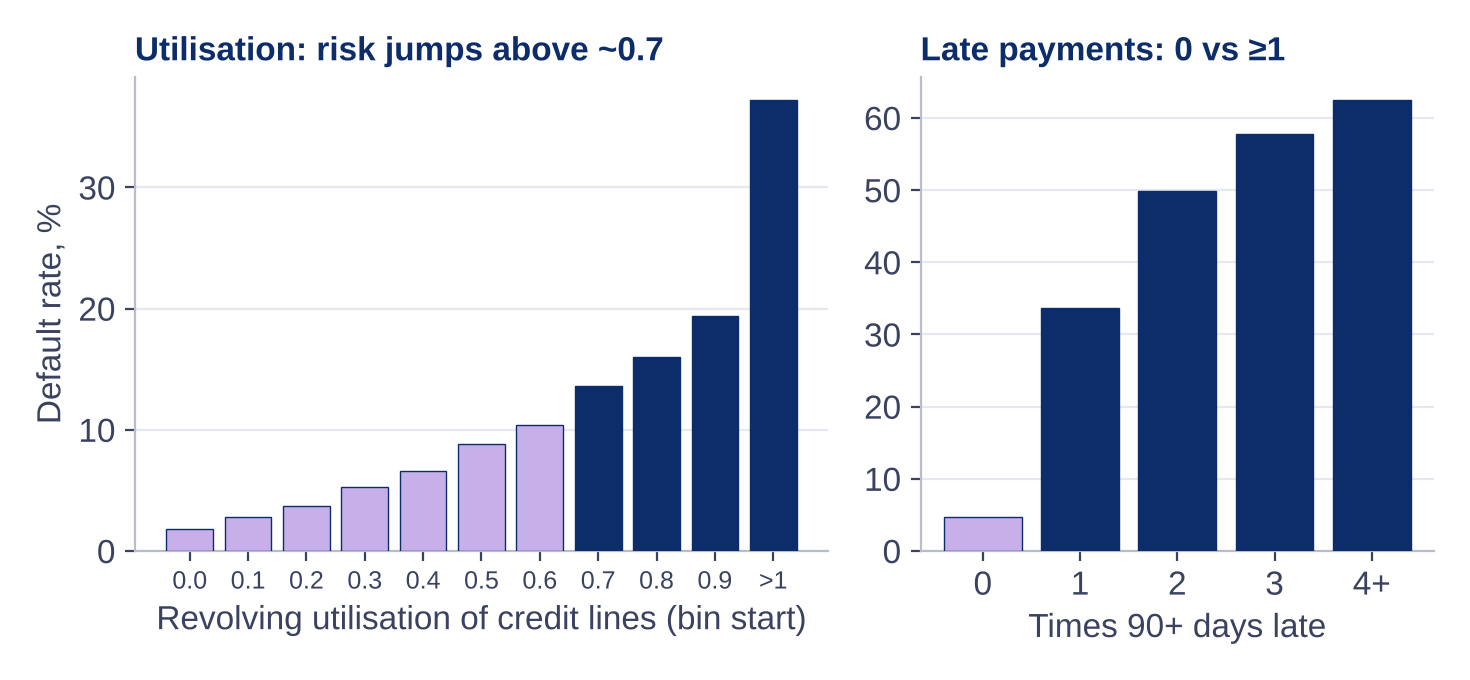 Utilisation: risk jumps above ~0.7
Default rate, %
30
20
10
0
0.0 0.1 0.2 0.3 0.4 0.5 0.6 0.7 0.8 0.9 >1
Revolving utilisation of credit lines (bin start)
Late payments: 0 vs ≥1
60
50
40
30
20
10
0
0 1 2 3 4+
Times 90+ days late